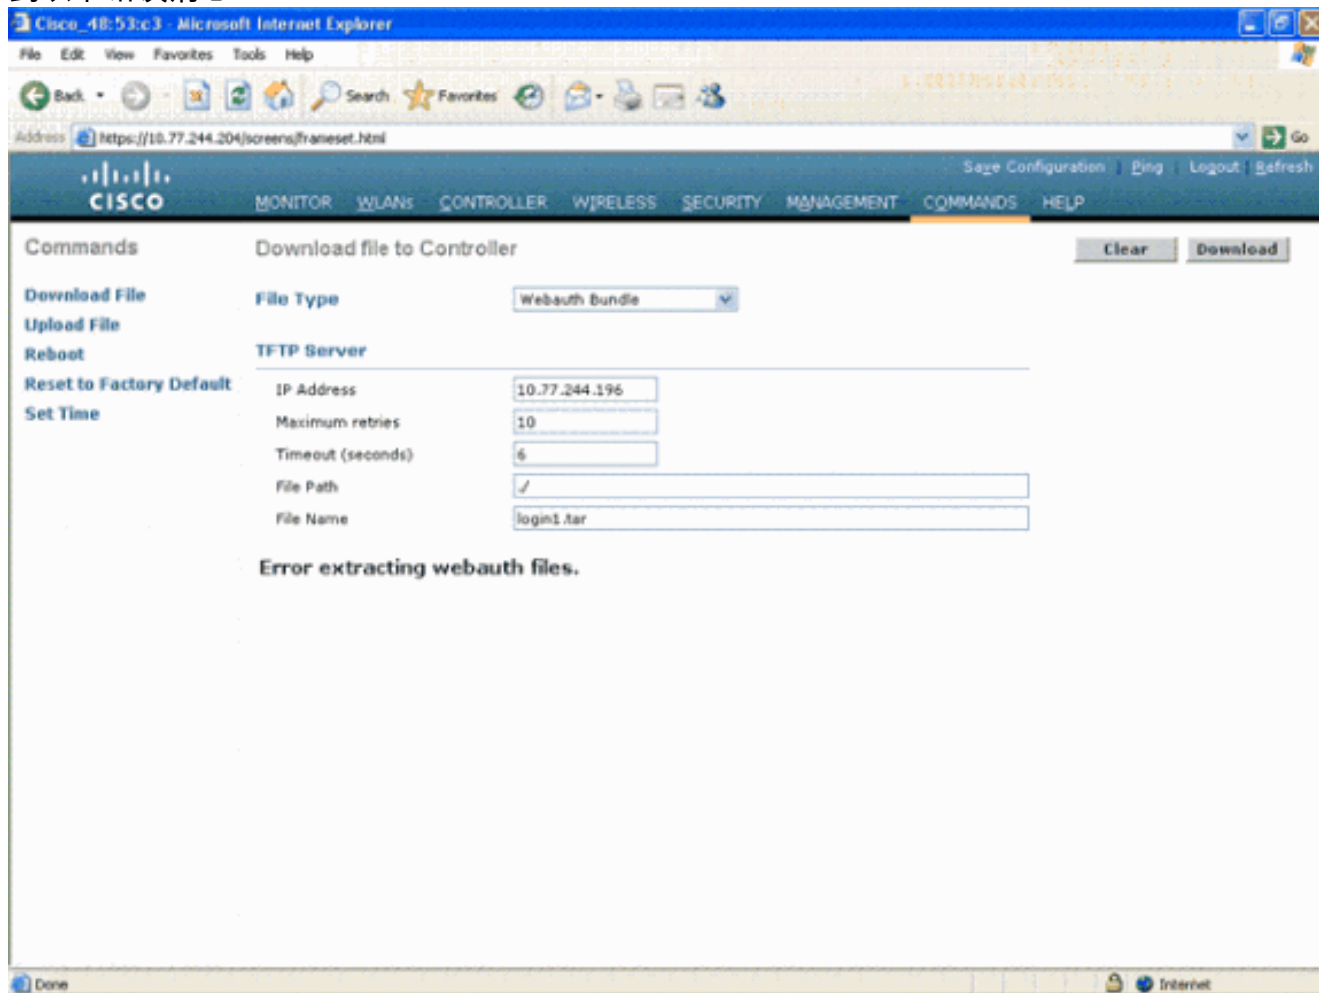 Cisco_48:53:c3 - Microsoft Internet Explorer
File Edit View Favorites Tools Help
Back Search Favorites
Address https://10.77.244.204/screens/frameset.html Go
Save Configuration Ping Logout Refresh
CISCO MONITOR WLANs CONTROLLER WIRELESS SECURITY MANAGEMENT COMMANDS HELP
Commands Download file to Controller Clear Download
Download File File Type Webauth Bundle
Upload File
Reboot TFTP Server
Reset to Factory Default IP Address 10.77.244.196
Set Time Maximum retries 10
Timeout (seconds) 6
File Path ./
File Name login1.tar
Error extracting webauth files.
Done Internet